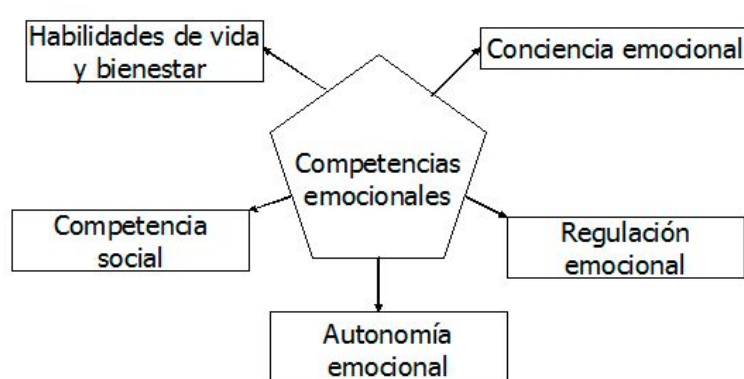 Habilidades de vida
y bienestar
Conciencia emocional
Competencias
emocionales
Competencia
social
Regulación
emocional
Autonomía
emocional